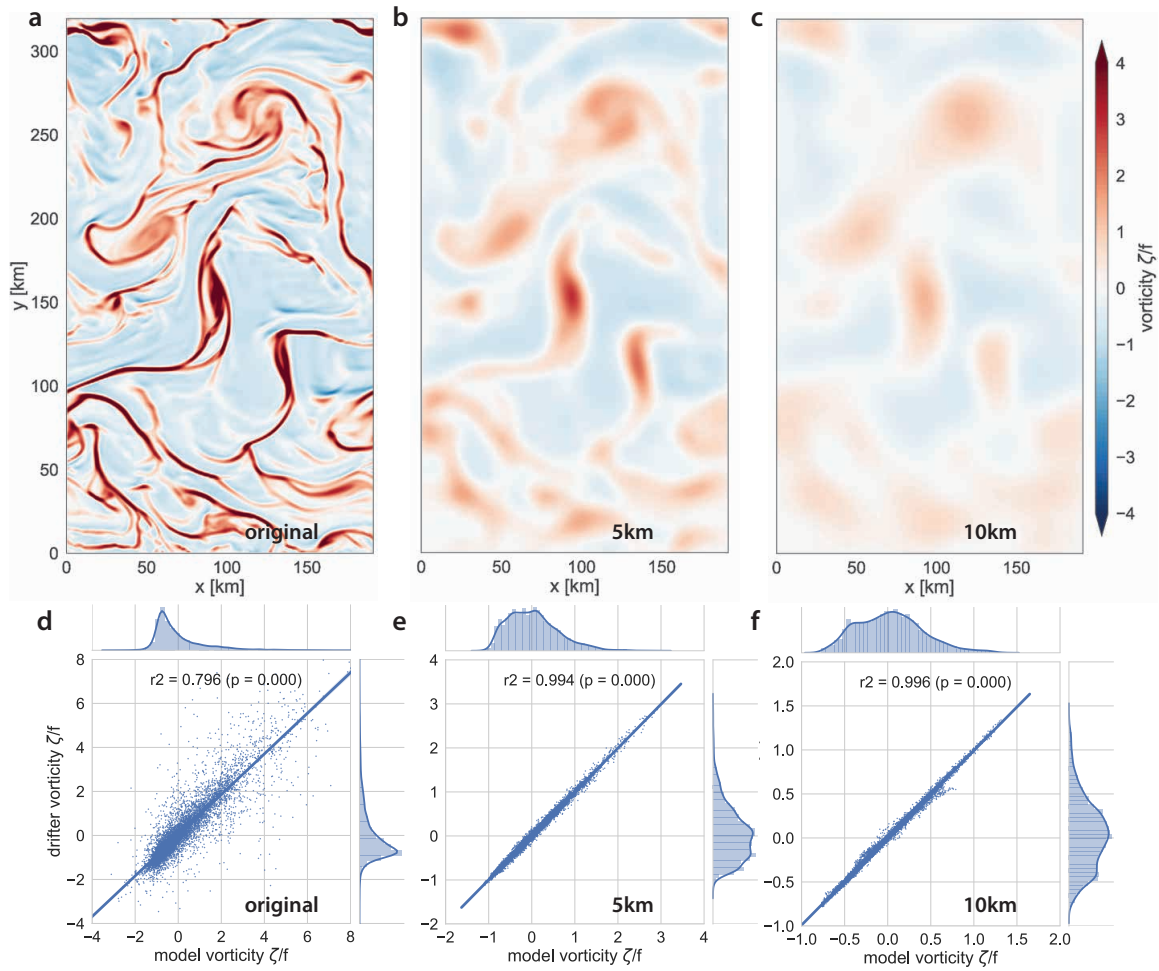 a
b
c
y [km]
300
250
200
150
100
50
0
0 50 100 150
x [km]
original
0 50 100 150
x [km]
5km
0 50 100 150
x [km]
10km
4
3
2
1
0
−1
−2
−3
−4
vorticity ζ/f
d
e
f
r2 = 0.796 (p = 0.000)
drifter vorticity ζ/f
8
6
4
2
0
−2
−4
−4 −2 0 2 4 6 8
model vorticity ζ/f
original
r2 = 0.994 (p = 0.000)
4
3
2
1
0
−1
−2
−2 −1 0 1 2 3 4
model vorticity ζ/f
5km
r2 = 0.996 (p = 0.000)
2.0
1.5
1.0
0.5
0.0
−0.5
−1.0
−1.0 −0.5 0.0 0.5 1.0 1.5 2.0
model vorticity ζ/f
10km